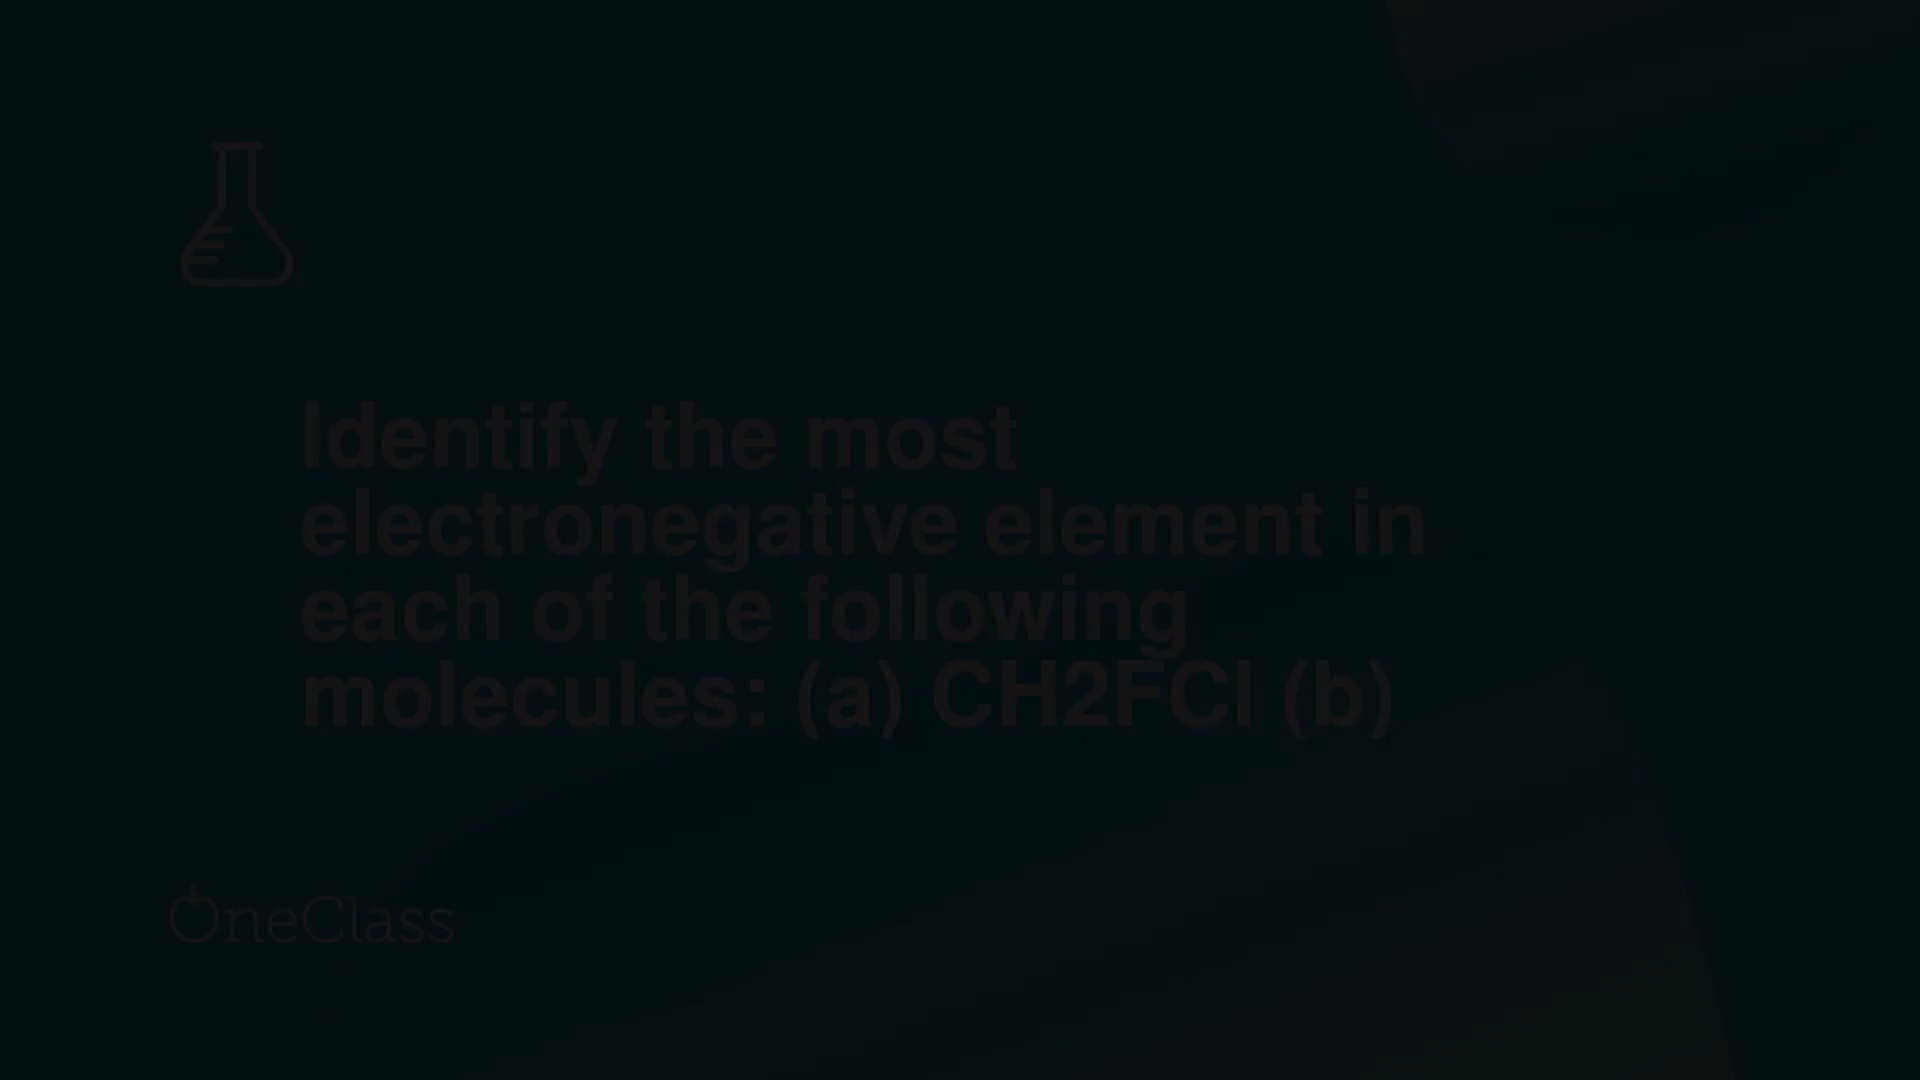 Identify the most
electronegative element in
each of the following
molecules: (a) CH2FCl (b)
OneClass